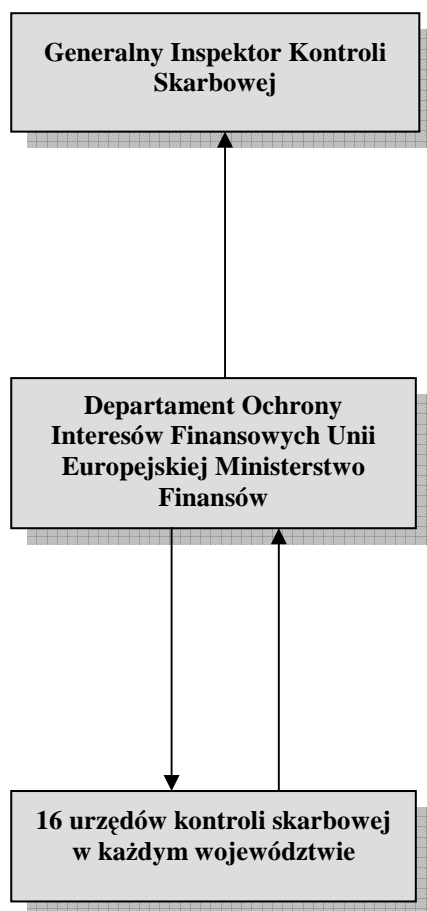 Generalny Inspektor Kontroli
Skarbowej
Departament Ochrony
Interesów Finansowych Unii
Europejskiej Ministerstwo
Finansów
16 urzędów kontroli skarbowej
w każdym województwie